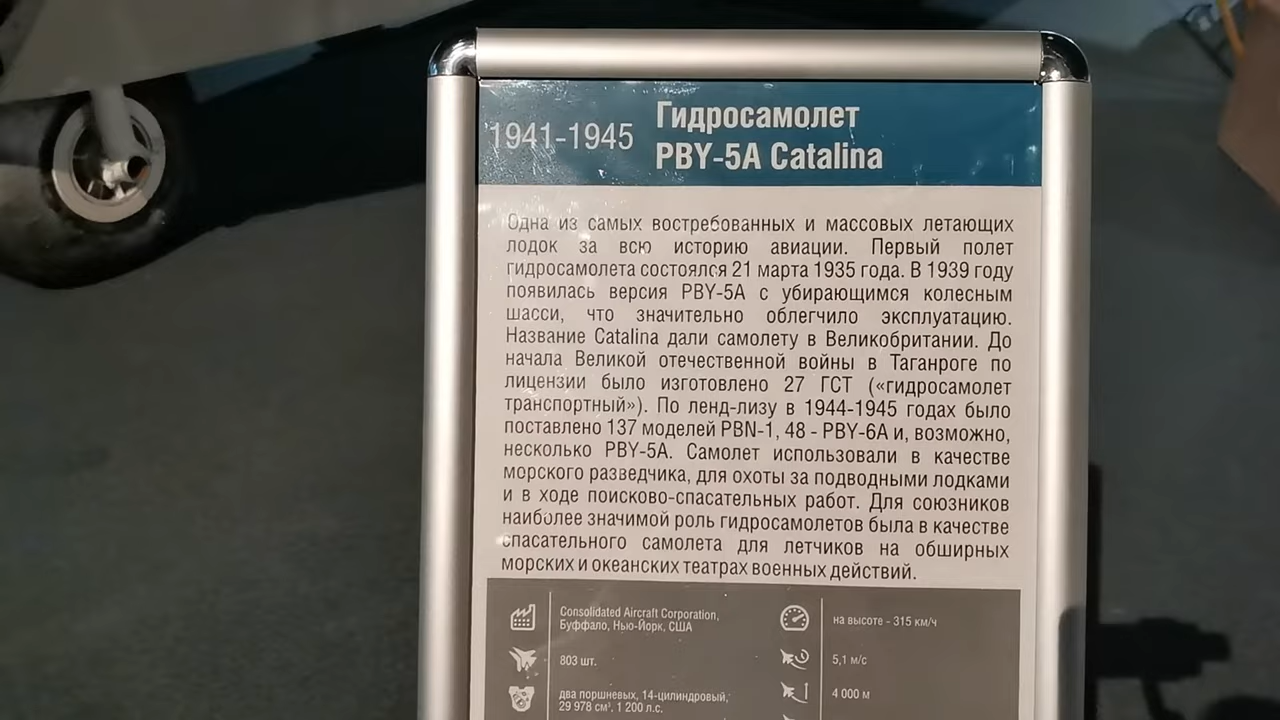 1941-1945
Гидросамолет
PBY-5A Catalina
Одна из самых востребованных и массовых летающих
лодок за всю историю авиации. Первый полет
гидросамолета состоялся 21 марта 1935 года. В 1939 году
появилась версия PBY-5A с убирающимся колесным
шасси, что значительно облегчило эксплуатацию.
Название Catalina дали самолету в Великобритании. До
начала Великой отечественной войны в Таганроге по
лицензии было изготовлено 27 ГСТ («гидросамолет
транспортный»). По ленд-лизу в 1944-1945 годах было
поставлено 137 моделей PBN-1, 48 - PBY-6A и, возможно,
несколько PBY-5A. Самолет использовали в качестве
морского разведчика, для охоты за подводными лодками
и в ходе поисково-спасательных работ. Для союзников
наиболее значимой роль гидросамолетов была в качестве
спасательного самолета для летчиков на обширных
морских и океанских театрах военных действий.
Consolidated Aircraft Corporation,
Буффало, Нью-Йорк, США
803 шт.
два поршневых, 14-цилиндровый,
29 978 см³, 1 200 л.с.
на высоте - 315 км/ч
5,1 м/с
4 000 м